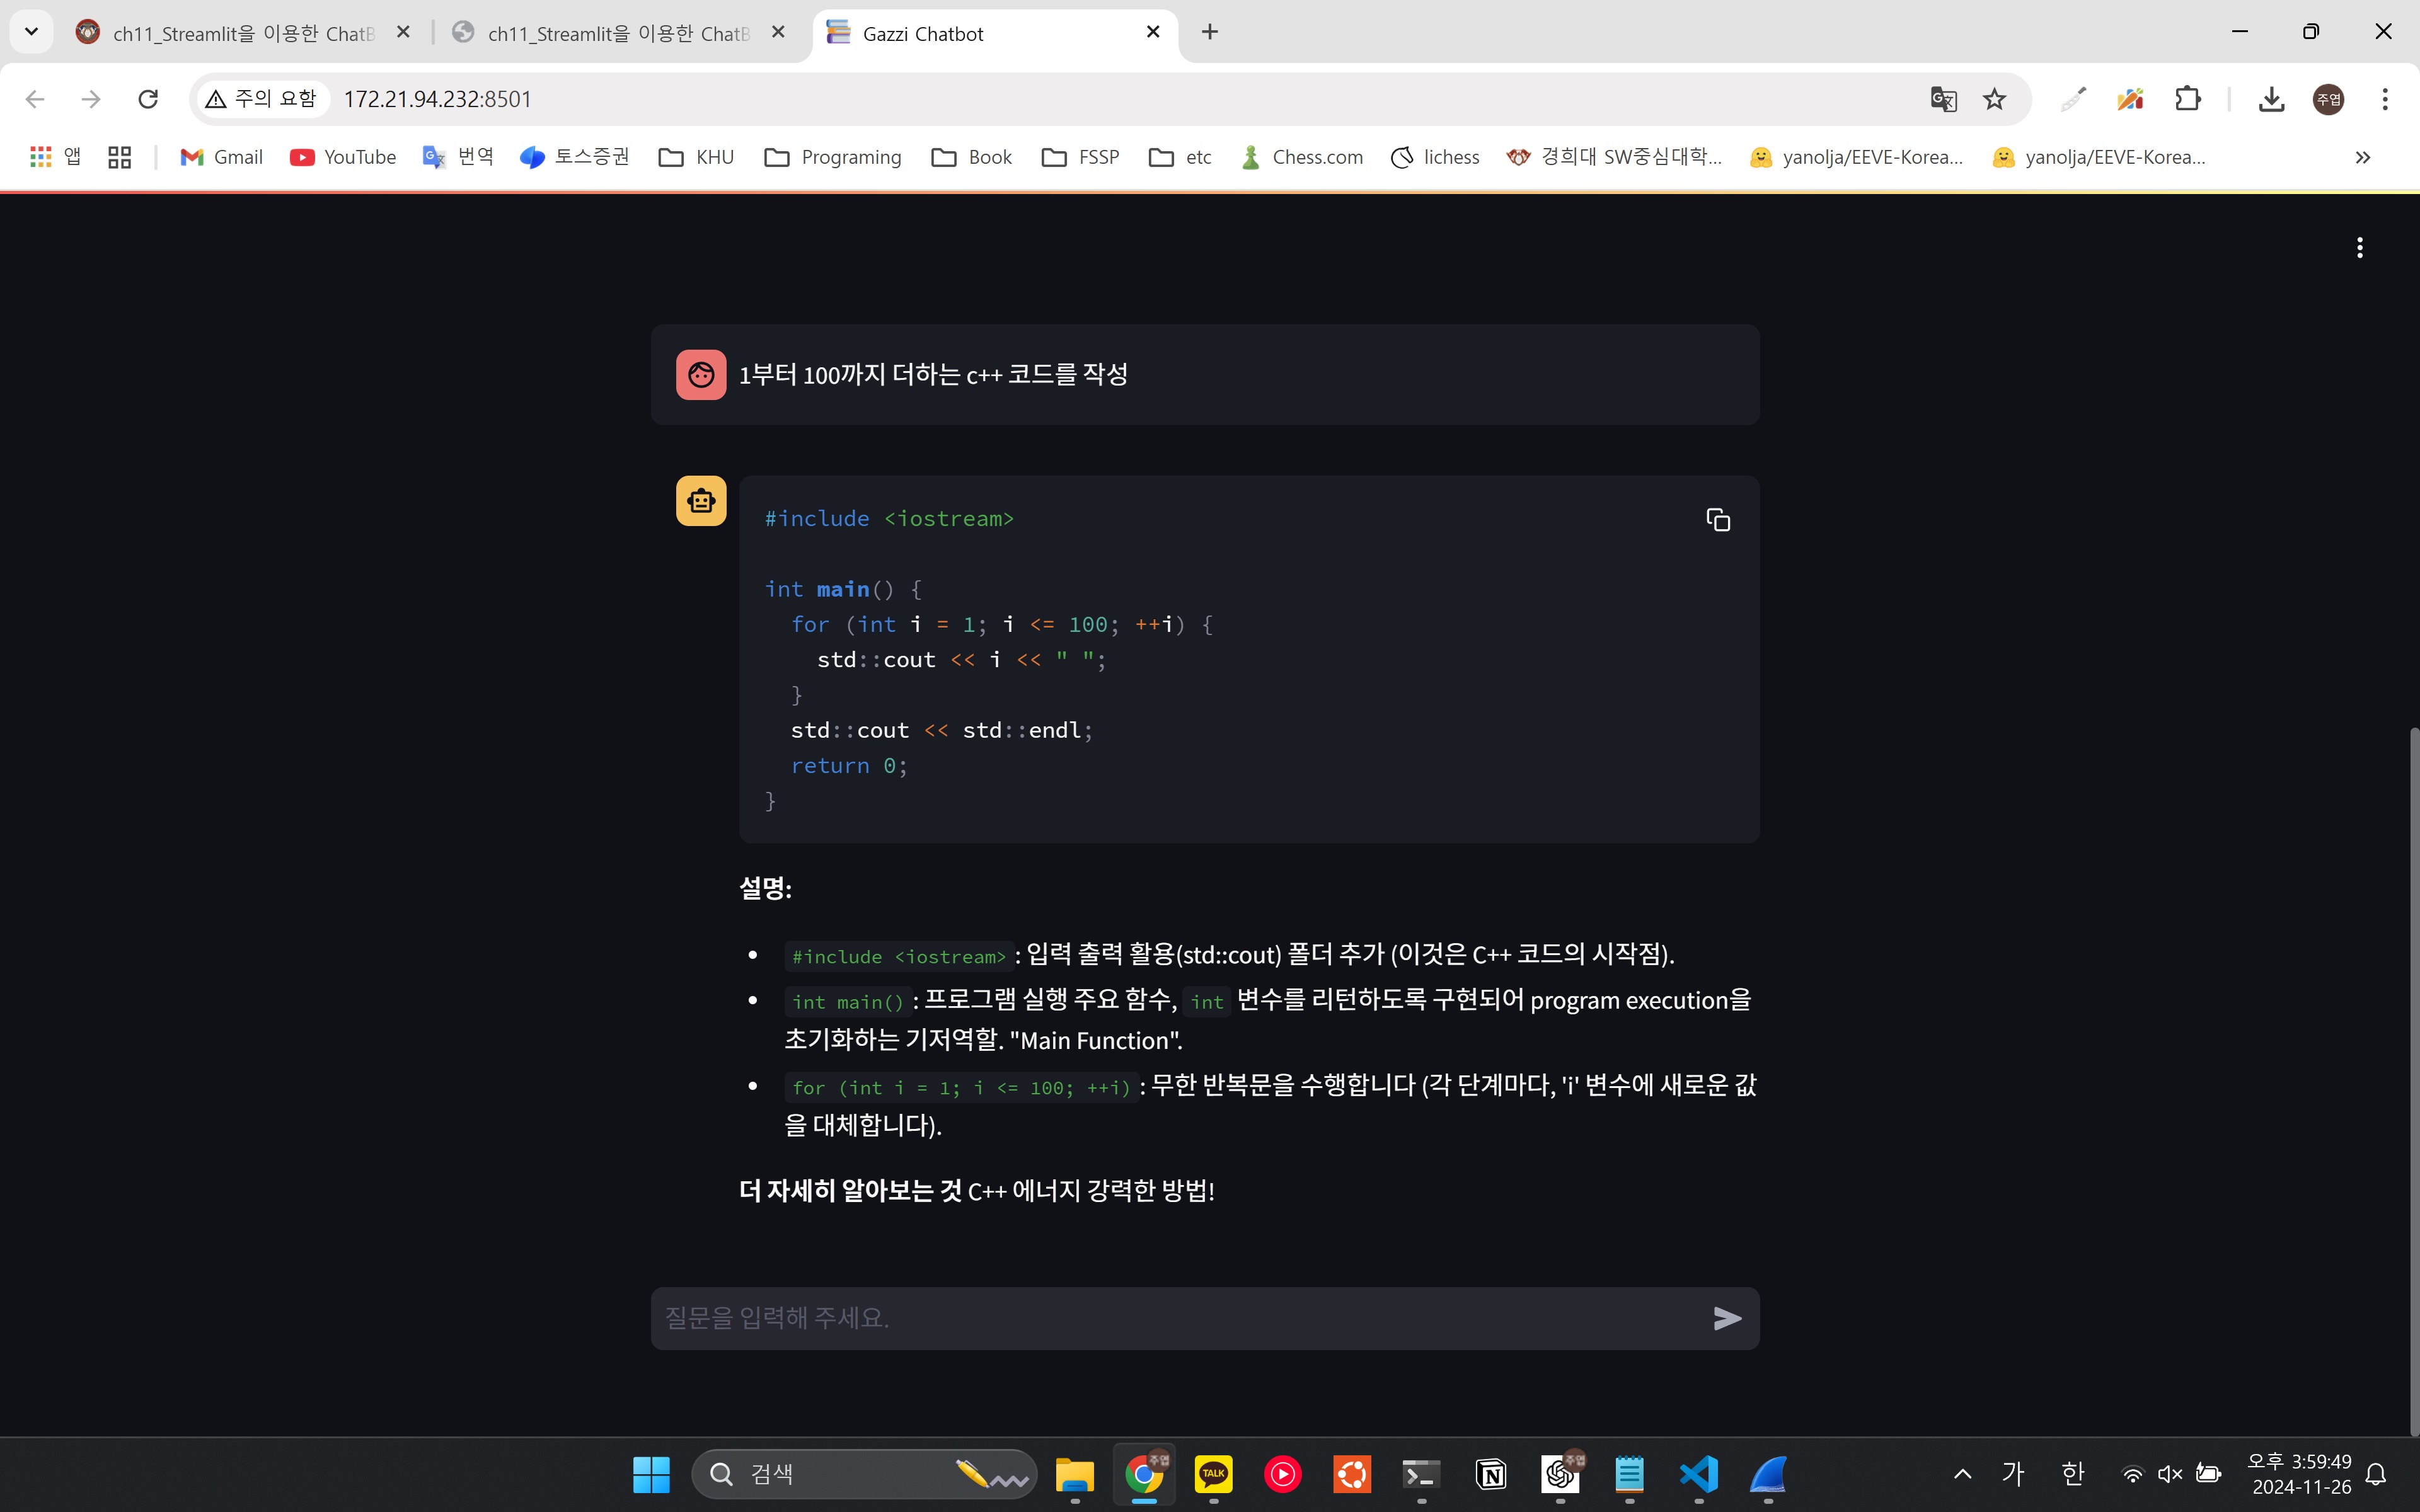 ch11_Streamlit을 이용한 ChatB
ch11_Streamlit을 이용한 ChatB
Gazzi Chatbot
주의 요함
172.21.94.232:8501
주엽
앱
Gmail
YouTube
번역
토스증권
KHU
Programing
Book
FSSP
etc
Chess.com
lichess
경희대 SW중심대학...
yanolja/EEVE-Korea...
yanolja/EEVE-Korea...
1부터 100까지 더하는 c++ 코드를 작성
#include <iostream>
int main() {
for (int i = 1; i <= 100; ++i) {
std::cout << i << " ";
}
std::cout << std::endl;
return 0;
}
설명:
#include <iostream> : 입력 출력 활용(std::cout) 폴더 추가 (이것은 C++ 코드의 시작점).
int main() : 프로그램 실행 주요 함수, int 변수를 리턴하도록 구현되어 program execution을
초기화하는 기저역할. "Main Function".
for (int i = 1; i <= 100; ++i) : 무한 반복문을 수행합니다 (각 단계마다, 'i' 변수에 새로운 값
을 대체합니다).
더 자세히 알아보는 것 C++ 에너지 강력한 방법!
질문을 입력해 주세요.
검색
주엽
TALK
주엽
가
한
오후 3:59:49
2024-11-26